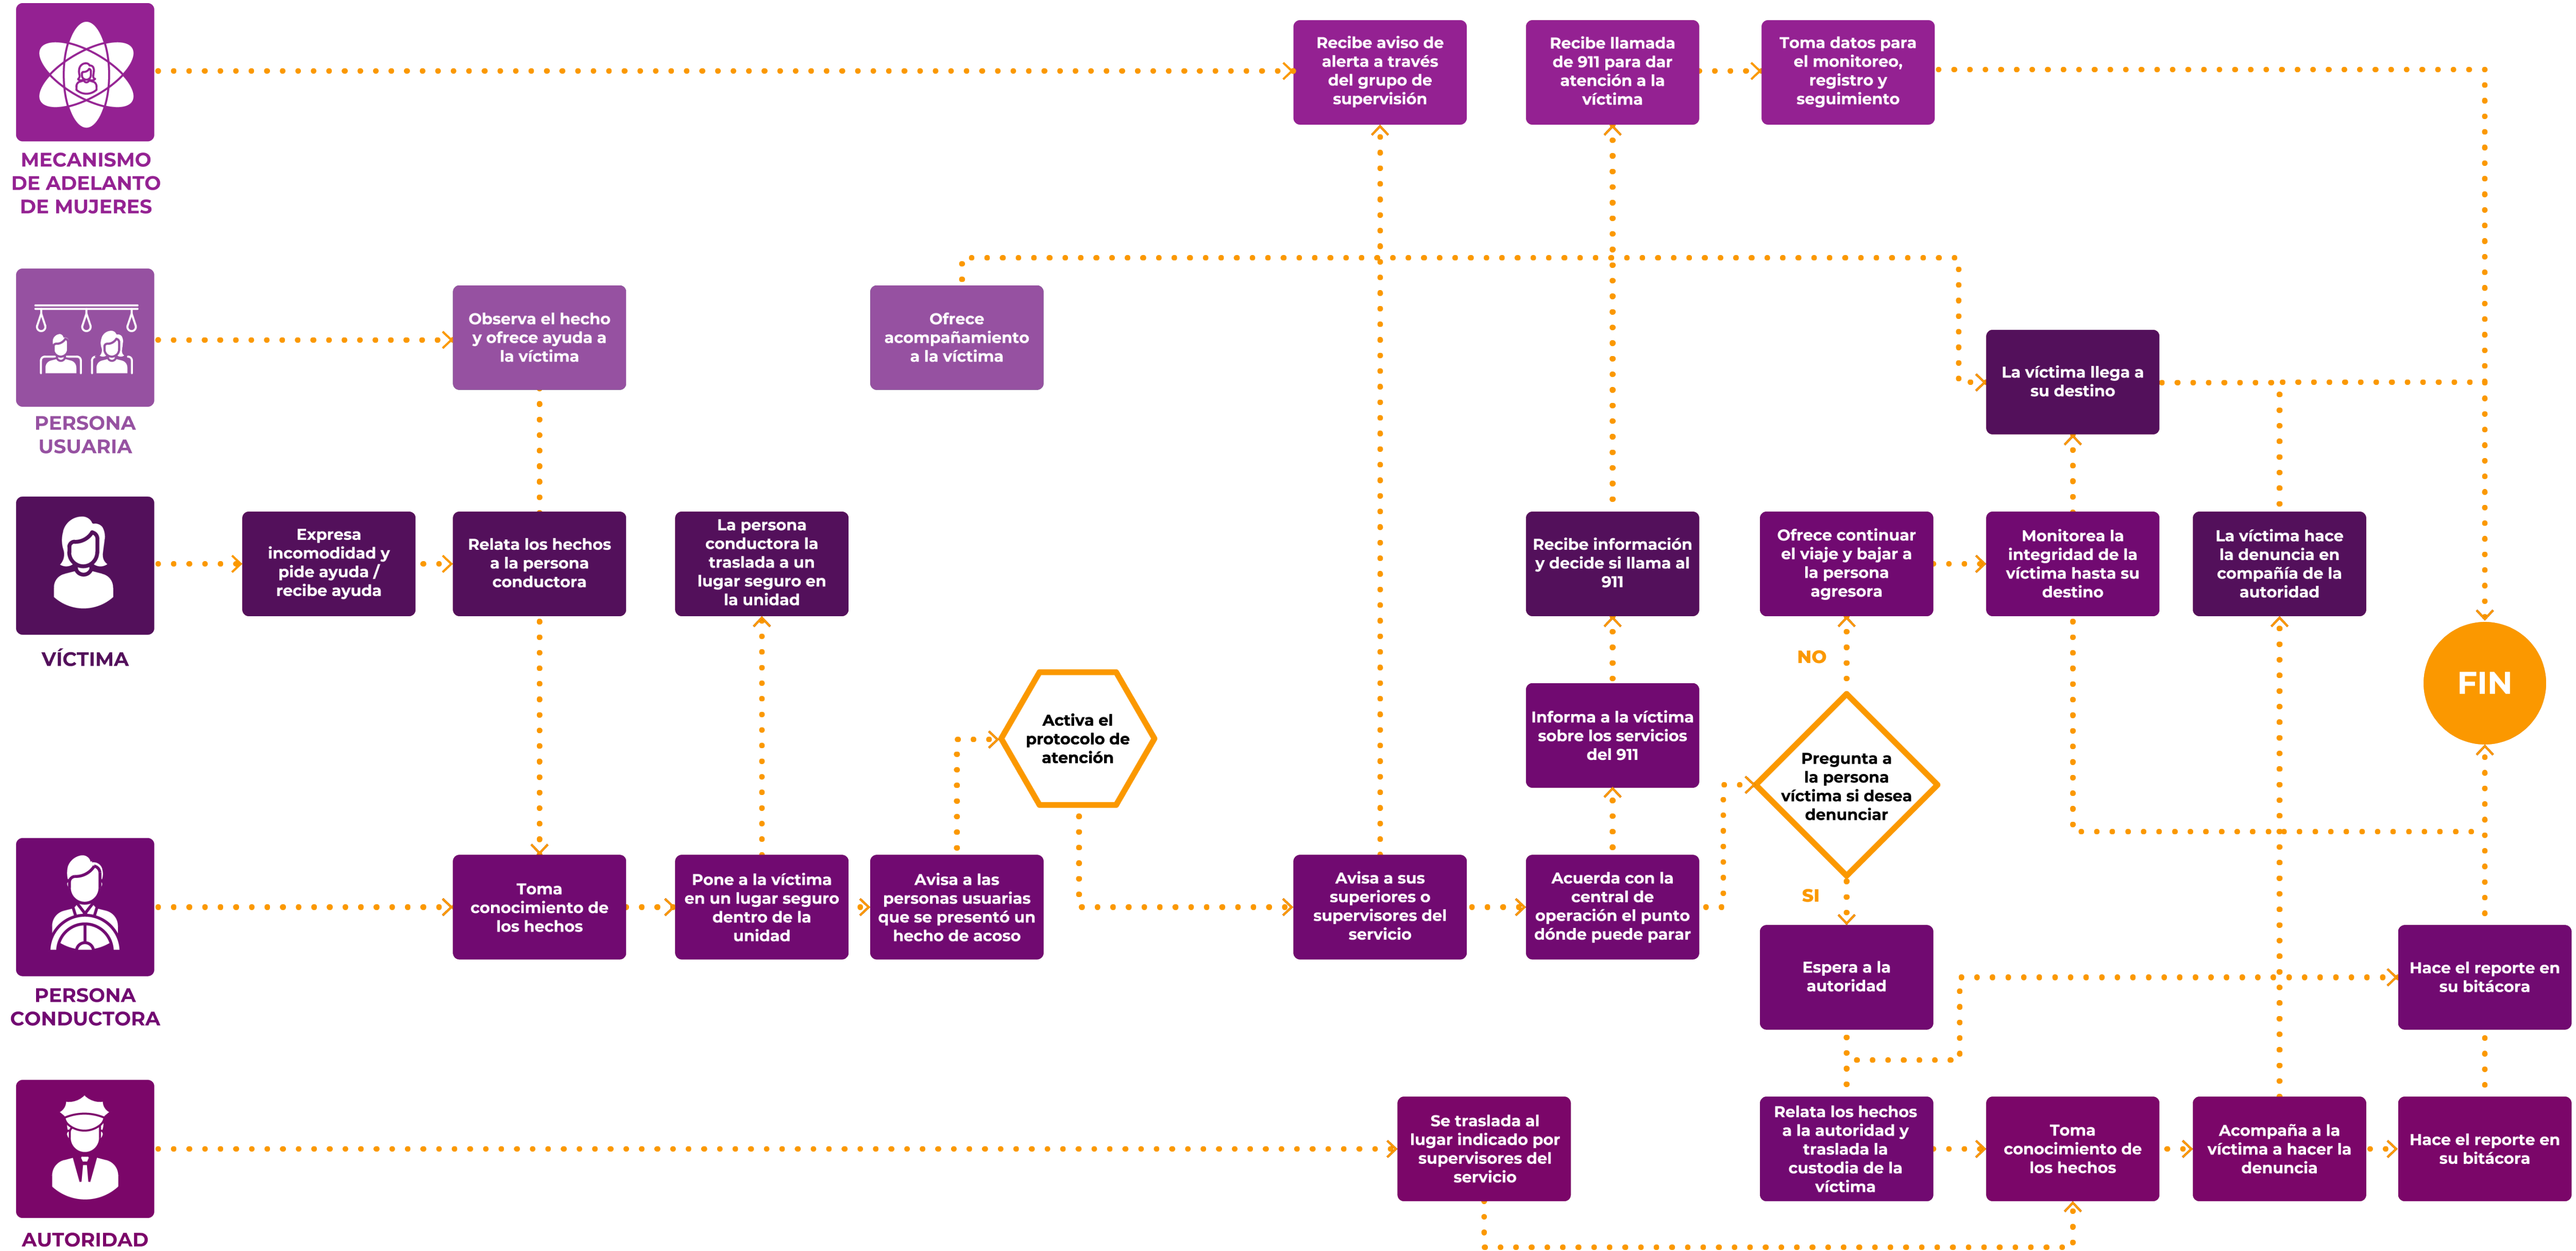 MECANISMO
DE ADELANTO
DE MUJERES
Recibe aviso de
alerta a través
del grupo de
supervisión
Recibe llamada
de 911 para dar
atención a la
víctima
Toma datos para
el monitoreo,
registro y
seguimiento
PERSONA
USUARIA
Observa el hecho
y ofrece ayuda a
la víctima
Ofrece
acompañamiento
a la víctima
La víctima llega a
su destino
VÍCTIMA
Expresa
incomodidad y
pide ayuda /
recibe ayuda
Relata los hechos
a la persona
conductora
La persona
conductora la
traslada a un
lugar seguro en
la unidad
Recibe información
y decide si llama al
911
Ofrece continuar
el viaje y bajar a
la persona
agresora
Monitorea la
integridad de la
víctima hasta su
destino
La víctima hace
la denuncia en
compañía de la
autoridad
NO
FIN
Activa el
protocolo de
atención
Informa a la víctima
sobre los servicios
del 911
Pregunta a
la persona
víctima si desea
denunciar
SI
PERSONA
CONDUCTORA
Toma
conocimiento de
los hechos
Pone a la víctima
en un lugar seguro
dentro de la
unidad
Avisa a las
personas usuarias
que se presentó un
hecho de acoso
Avisa a sus
superiores o
supervisores del
servicio
Acuerda con la
central de
operación el punto
dónde puede parar
Espera a la
autoridad
Hace el reporte en
su bitácora
AUTORIDAD
Se traslada al
lugar indicado por
supervisores del
servicio
Relata los hechos
a la autoridad y
traslada la
custodia de la
víctima
Toma
conocimiento de
los hechos
Acompaña a la
víctima a hacer la
denuncia
Hace el reporte en
su bitácora